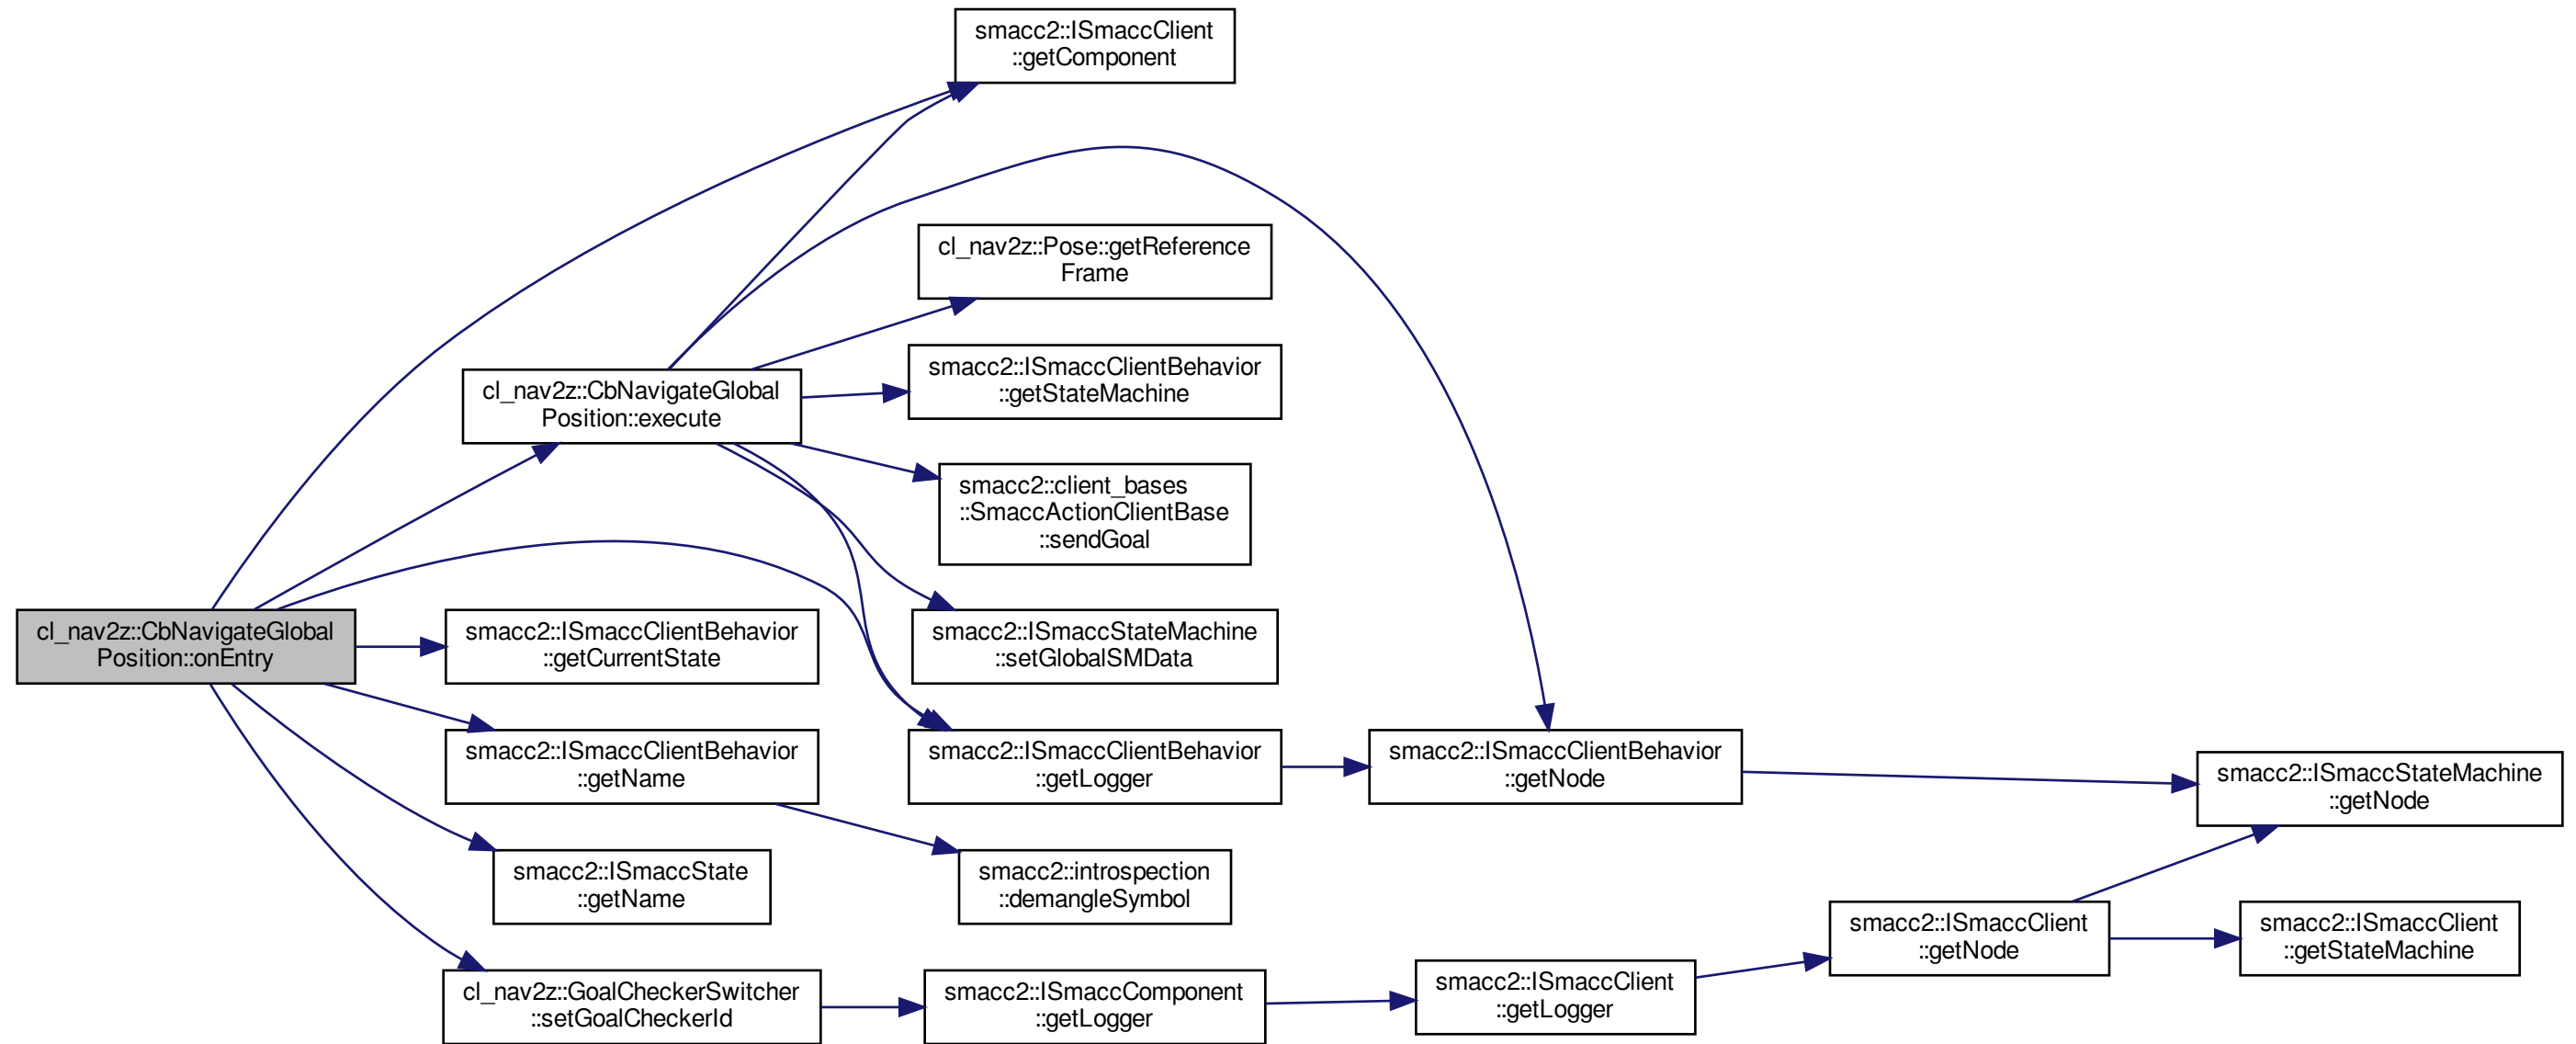 smacc2::ISmaccClient
::getComponent
cl_nav2z::Pose::getReference
Frame
smacc2::ISmaccClientBehavior
::getStateMachine
cl_nav2z::CbNavigateGlobal
Position::execute
smacc2::client_bases
::SmaccActionClientBase
::sendGoal
cl_nav2z::CbNavigateGlobal
Position::onEntry
smacc2::ISmaccClientBehavior
::getCurrentState
smacc2::ISmaccStateMachine
::setGlobalSMData
smacc2::ISmaccClientBehavior
::getName
smacc2::ISmaccClientBehavior
::getLogger
smacc2::ISmaccClientBehavior
::getNode
smacc2::ISmaccStateMachine
::getNode
smacc2::ISmaccState
::getName
smacc2::introspection
::demangleSymbol
smacc2::ISmaccClient
::getNode
smacc2::ISmaccClient
::getStateMachine
cl_nav2z::GoalCheckerSwitcher
::setGoalCheckerId
smacc2::ISmaccComponent
::getLogger
smacc2::ISmaccClient
::getLogger